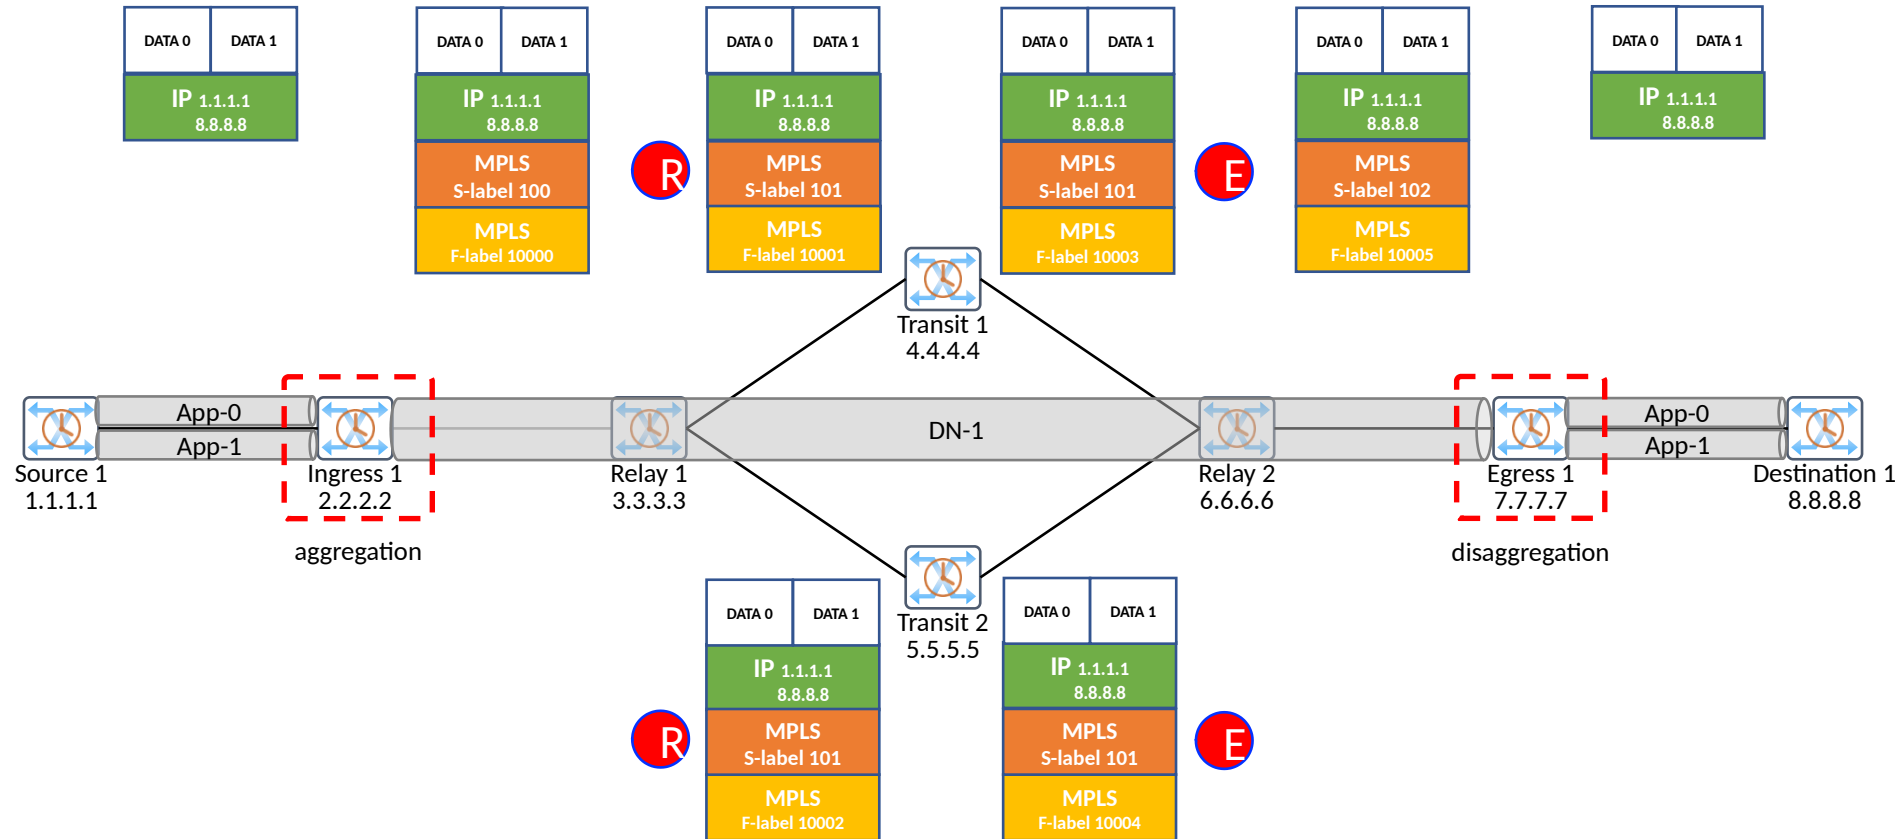 DATA 0 DATA 1
IP 1.1.1.1
8.8.8.8
DATA 0 DATA 1
IP 1.1.1.1
8.8.8.8
MPLS
S-label 100
MPLS
F-label 10000
R
DATA 0 DATA 1
IP 1.1.1.1
8.8.8.8
MPLS
S-label 101
MPLS
F-label 10001
DATA 0 DATA 1
IP 1.1.1.1
8.8.8.8
MPLS
S-label 101
MPLS
F-label 10003
E
DATA 0 DATA 1
IP 1.1.1.1
8.8.8.8
MPLS
S-label 102
MPLS
F-label 10005
DATA 0 DATA 1
IP 1.1.1.1
8.8.8.8
Transit 1
4.4.4.4
App-0
App-1
DN-1
App-0
App-1
Source 1
1.1.1.1
Ingress 1
2.2.2.2
Relay 1
3.3.3.3
Relay 2
6.6.6.6
Egress 1
7.7.7.7
Destination 1
8.8.8.8
aggregation
disaggregation
Transit 2
5.5.5.5
R
DATA 0 DATA 1
IP 1.1.1.1
8.8.8.8
MPLS
S-label 101
MPLS
F-label 10002
DATA 0 DATA 1
IP 1.1.1.1
8.8.8.8
MPLS
S-label 101
MPLS
F-label 10004
E